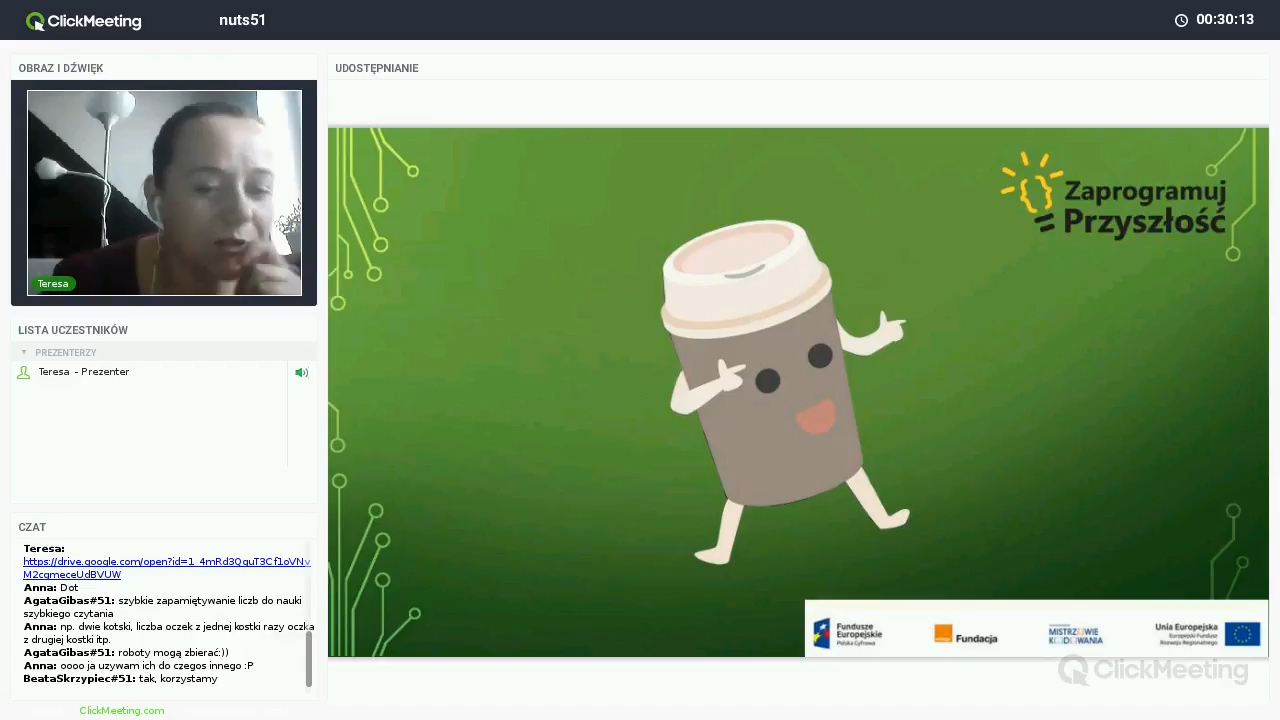 ClickMeeting
nuts51
00:30:13
OBRAZ I DŹWIĘK
UDOSTĘPNIANIE
Teresa
LISTA UCZESTNIKÓW
PREZENTERZY
Teresa - Prezenter
CZAT
Teresa:
https://drive.google.com/open?id=1_4mRd3QguT3Cf1oVNy
M2cgmeceUdBVUW
Anna: Dot
AgataGibas#51: szybkie zapamiętywanie liczb do nauki
szybkiego czytania
Anna: np. dwie kotski, liczba oczek z jednej kostki razy oczka
z drugiej kostki itp.
AgataGibas#51: roboty mogą zbierać:))
Anna: oooo ja uzywam ich do czegos innego :P
BeataSkrzypiec#51: tak, korzystamy
ClickMeeting.com
Zaprogramuj
Przyszłość
Fundusze
Europejskie
Polska Cyfrowa
Fundacja
MISTRZOWIE
KODOWANIA
Unia Europejska
Europejski Fundusz
Rozwoju Regionalnego
ClickMeeting